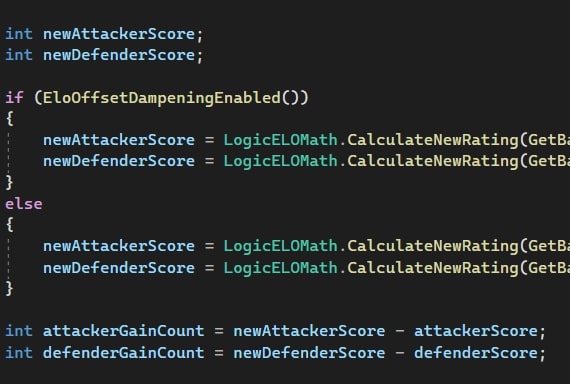 int newAttackerScore;
int newDefenderScore;
if (EloOffsetDampeningEnabled())
{
newAttackerScore = LogicELOMath.CalculateNewRating(GetBa
newDefenderScore = LogicELOMath.CalculateNewRating(GetBa
}
else
{
newAttackerScore = LogicELOMath.CalculateNewRating(GetBa
newDefenderScore = LogicELOMath.CalculateNewRating(GetBa
}
int attackerGainCount = newAttackerScore - attackerScore;
int defenderGainCount = newDefenderScore - defenderScore;